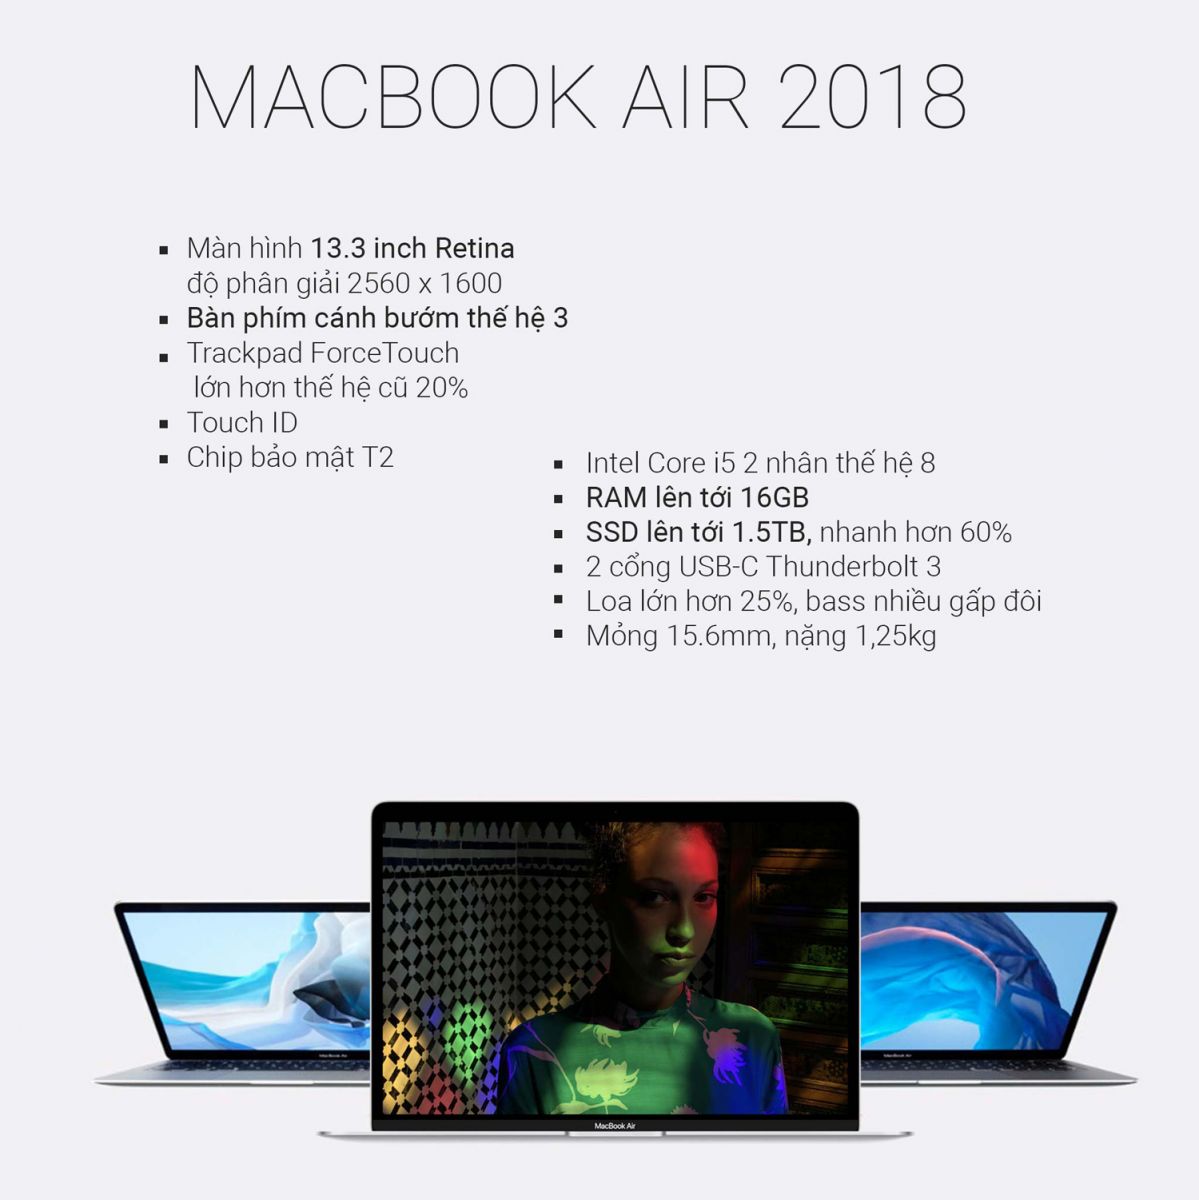 MACBOOK AIR 2018
▪ Màn hình 13.3 inch Retina
độ phân giải 2560 x 1600
▪ Bàn phím cánh bướm thế hệ 3
▪ Trackpad ForceTouch
lớn hơn thế hệ cũ 20%
▪ Touch ID
▪ Chip bảo mật T2
▪ Intel Core i5 2 nhân thế hệ 8
▪ RAM lên tới 16GB
▪ SSD lên tới 1.5TB, nhanh hơn 60%
▪ 2 cổng USB-C Thunderbolt 3
▪ Loa lớn hơn 25%, bass nhiều gấp đôi
▪ Mỏng 15.6mm, nặng 1,25kg
MacBook Air
MacBook Air
MacBook Air